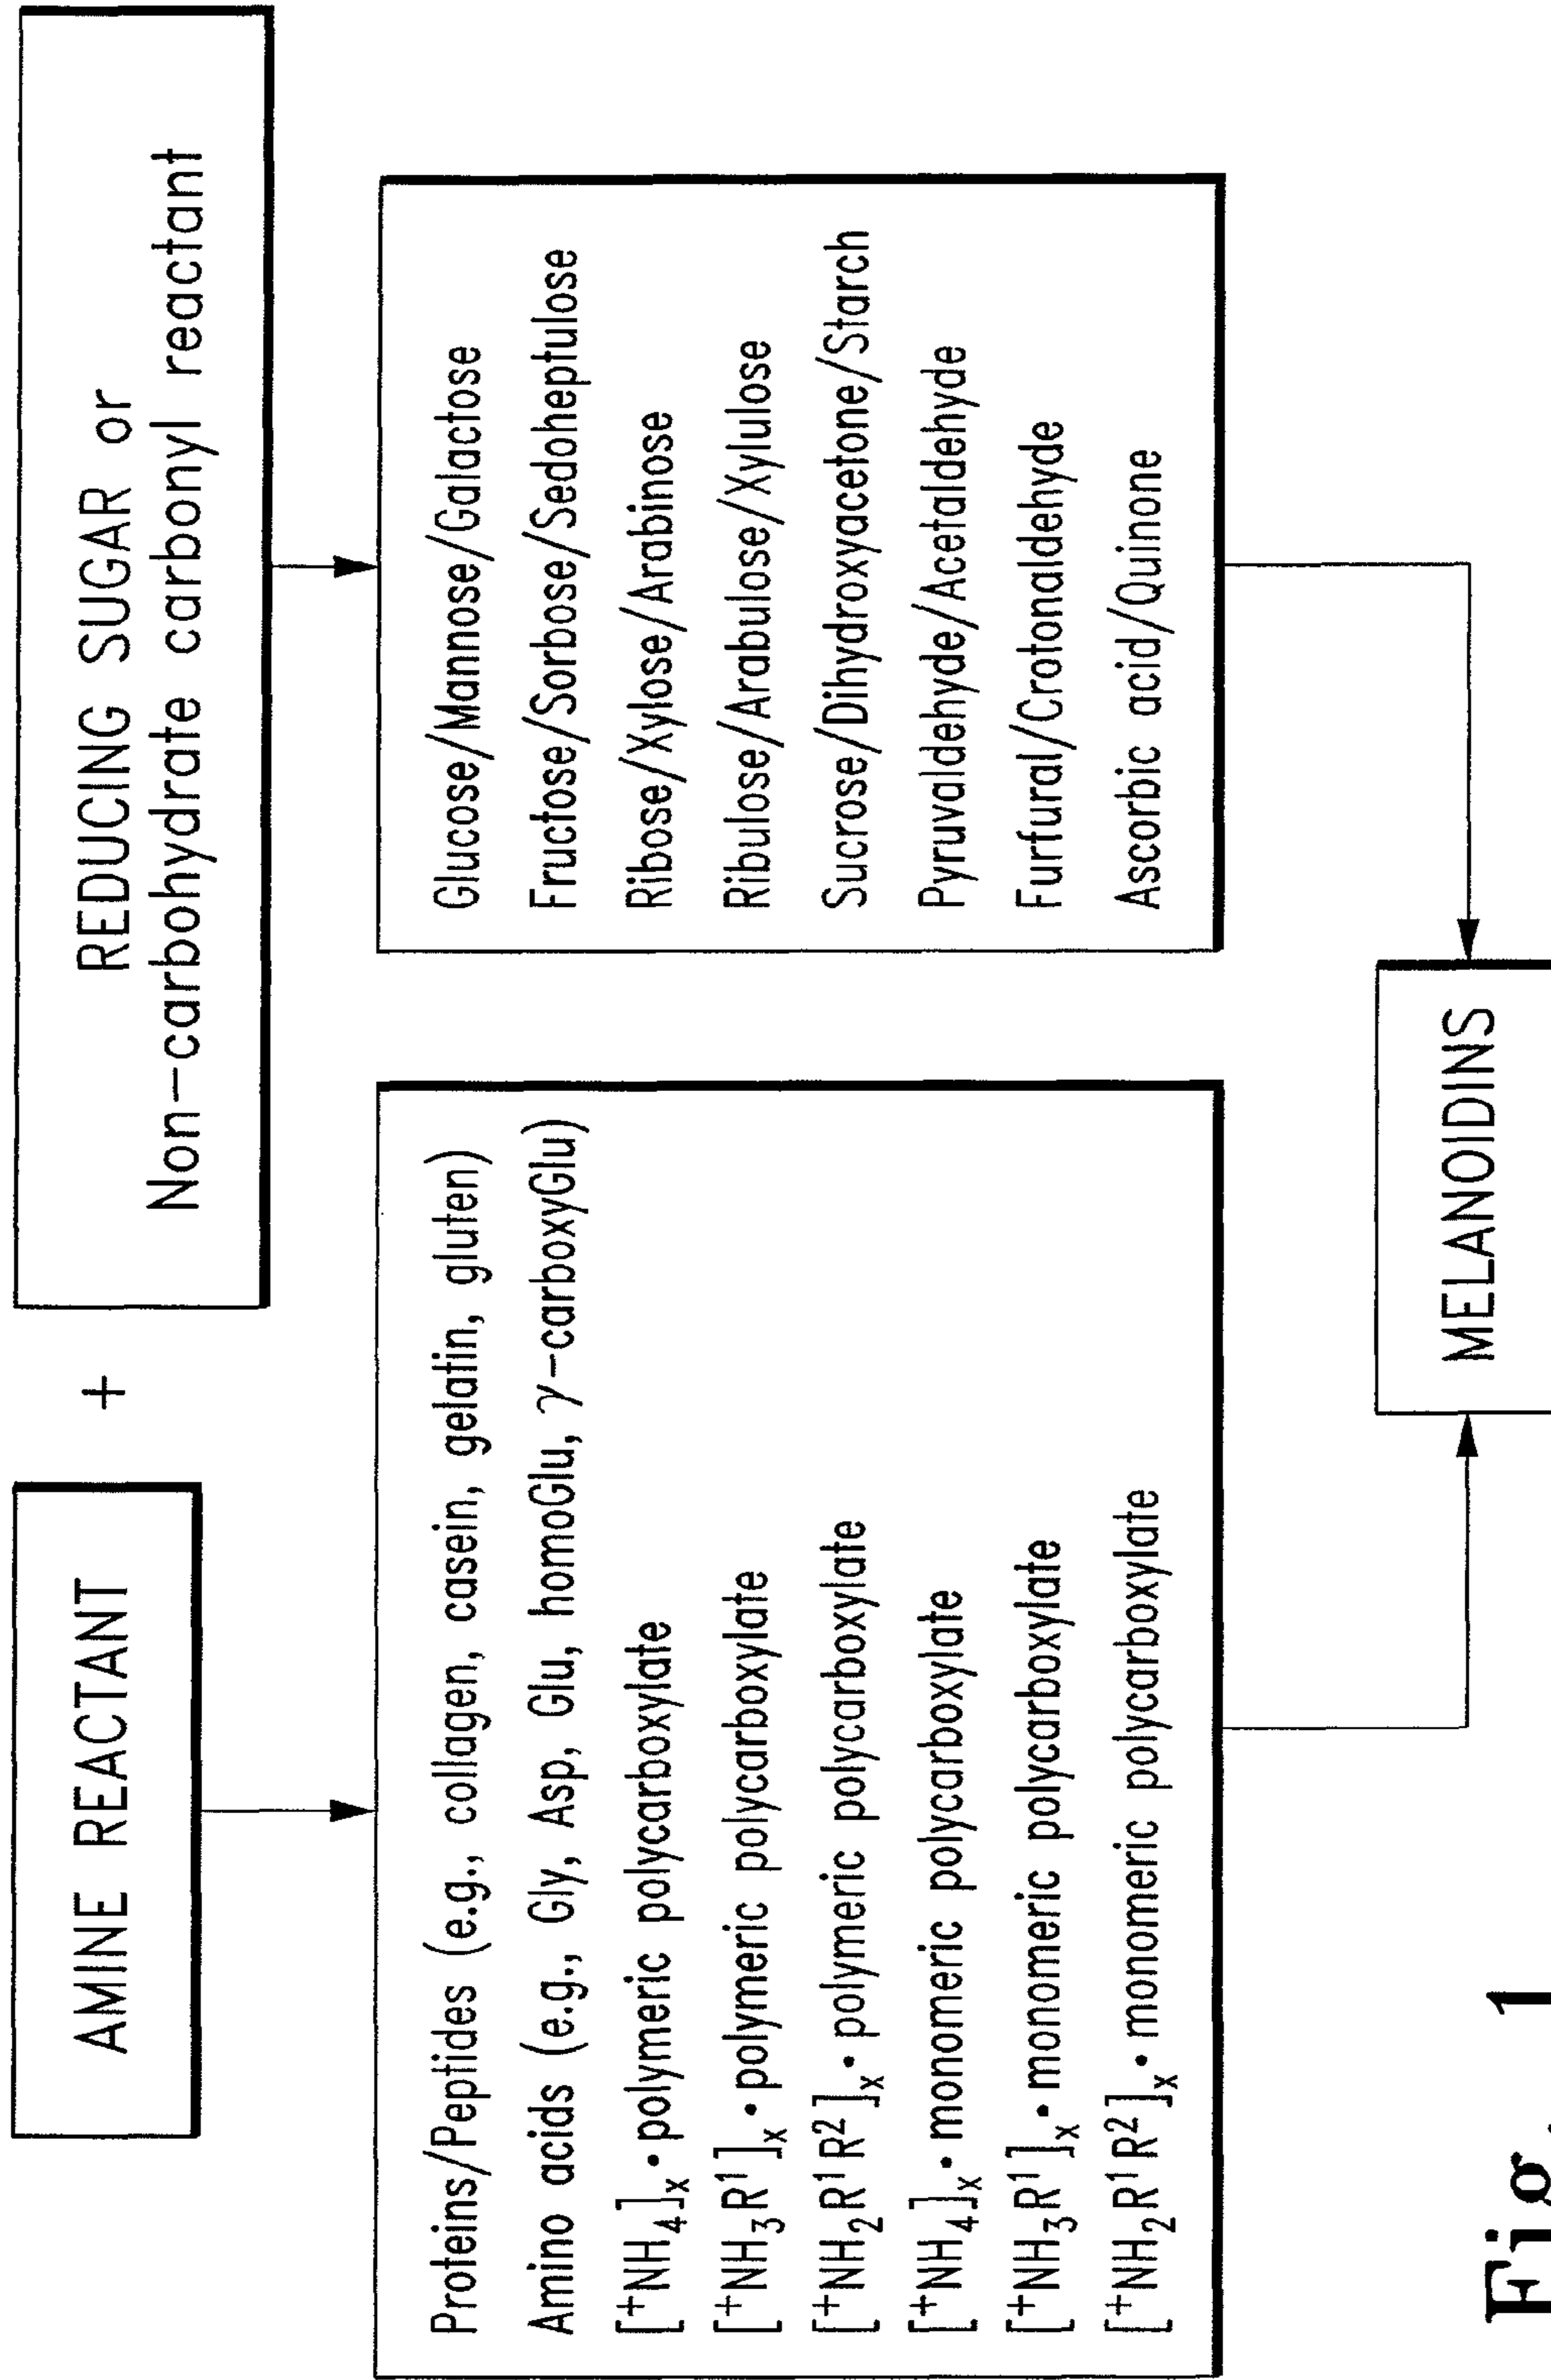 AMINE REACTANT
+
REDUCING SUGAR or
Non-carbohydrate carbonyl reactant
Proteins/Peptides (e.g., collagen, casein, gelatin, gluten)
Amino acids (e.g., Gly, Asp, Glu, homoGlu, γ-carboxyGlu)
[⁺NH₄]ₓ • polymeric polycarboxylate
[⁺NH₃R¹]ₓ • polymeric polycarboxylate
[⁺NH₂R¹R²]ₓ • polymeric polycarboxylate
[⁺NH₄]ₓ • monomeric polycarboxylate
[⁺NH₃R¹]ₓ • monomeric polycarboxylate
[⁺NH₂R¹R²]ₓ • monomeric polycarboxylate
Glucose/Mannose/Galactose
Fructose/Sorbose/Sedoheptulose
Ribose/Xylose/Arabinose
Ribulose/Arabulose/Xylulose
Sucrose/Dihydroxyacetone/Starch
Pyruvaldehyde/Acetaldehyde
Furfural/Crotonaldehyde
Ascorbic acid/Quinone
MELANOIDINS
Fig. 1